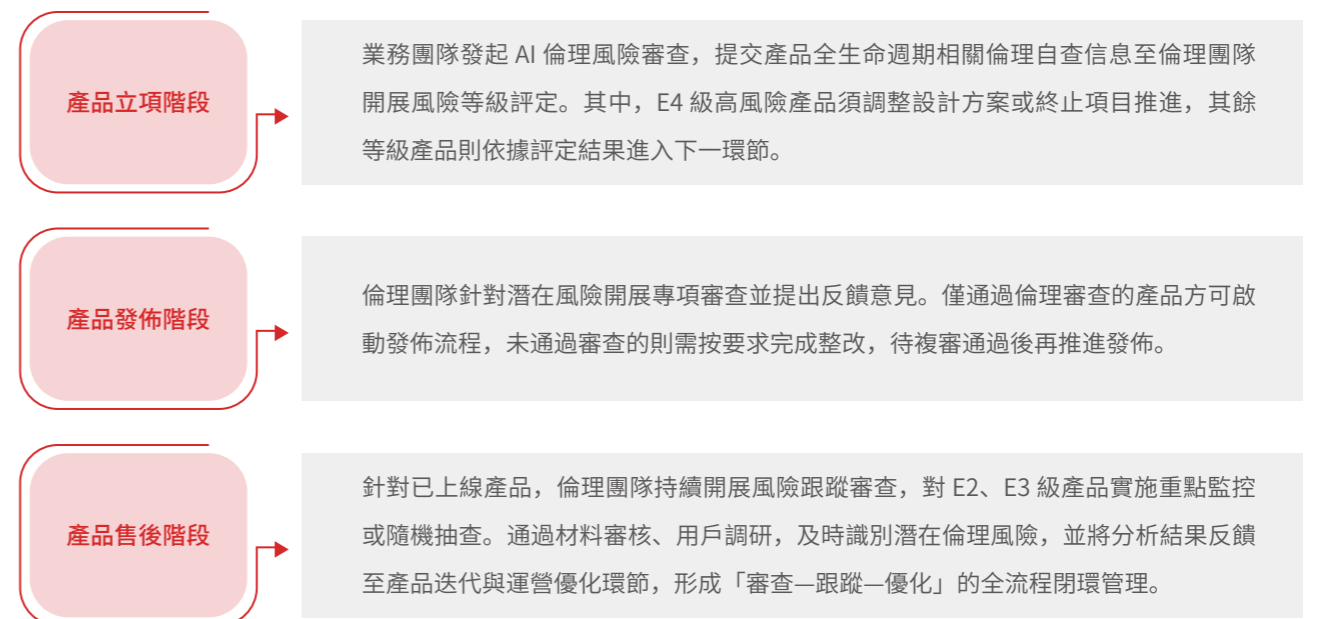 產品立項階段
業務團隊發起 AI 倫理風險審查，提交產品全生命週期相關倫理自查信息至倫理團隊
開展風險等級評定。其中，E4 級高風險產品須調整設計方案或終止項目推進，其餘
等級產品則依據評定結果進入下一環節。
產品發佈階段
倫理團隊針對潛在風險開展專項審查並提出反饋意見。僅通過倫理審查的產品方可啟
動發佈流程，未通過審查的則需按要求完成整改，待複審通過後再推進發佈。
產品售後階段
針對已上線產品，倫理團隊持續開展風險跟蹤審查，對 E2、E3 級產品實施重點監控
或隨機抽查。通過材料審核、用戶調研，及時識別潛在倫理風險，並將分析結果反饋
至產品迭代與運營優化環節，形成「審查—跟蹤—優化」的全流程閉環管理。